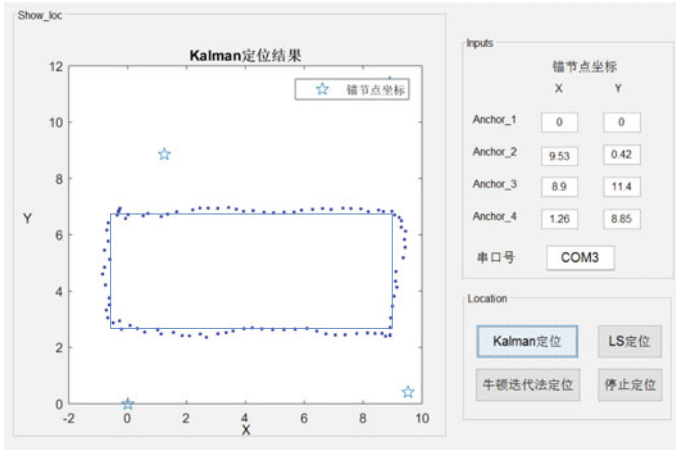 Show_loc
Kalman定位结果
锚节点坐标
12
10
8
6
4
2
0
Y
-2 0 2 4 6 8 10
X
Inputs
锚节点坐标
X Y
Anchor_1 0 0
Anchor_2 9.53 0.42
Anchor_3 8.9 11.4
Anchor_4 1.26 8.85
串口号 COM3
Location
Kalman定位 LS定位
牛顿迭代法定位 停止定位